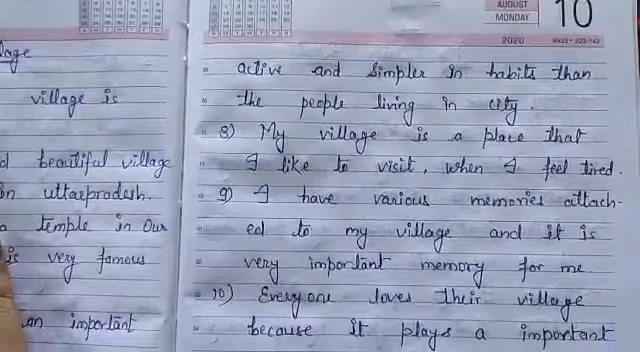 lage
village is
beautiful village
in uttarpradesh.
a temple in our
is very famous
an important
AUGUST
MONDAY
10
2020
active and simpler in habits than
the people living in city.
8) My village is a place that
I like to visit, when I feel tired.
9) I have various memories attach-
ed to my village and it is
very important memory for me
10) Everyone loves their village
because it plays a important